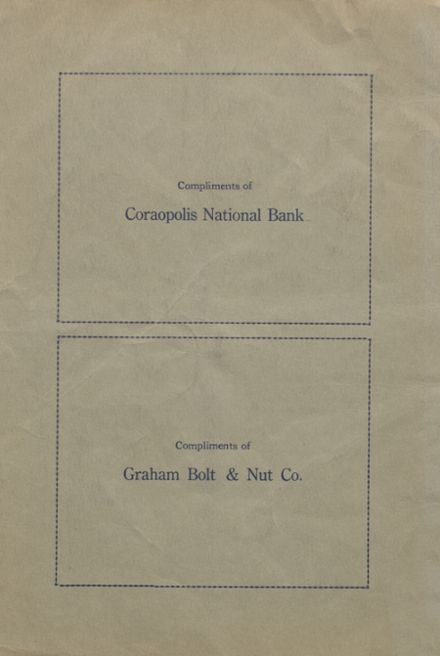 Compliments of
Coraopolis National Bank
Compliments of
Graham Bolt & Nut Co.